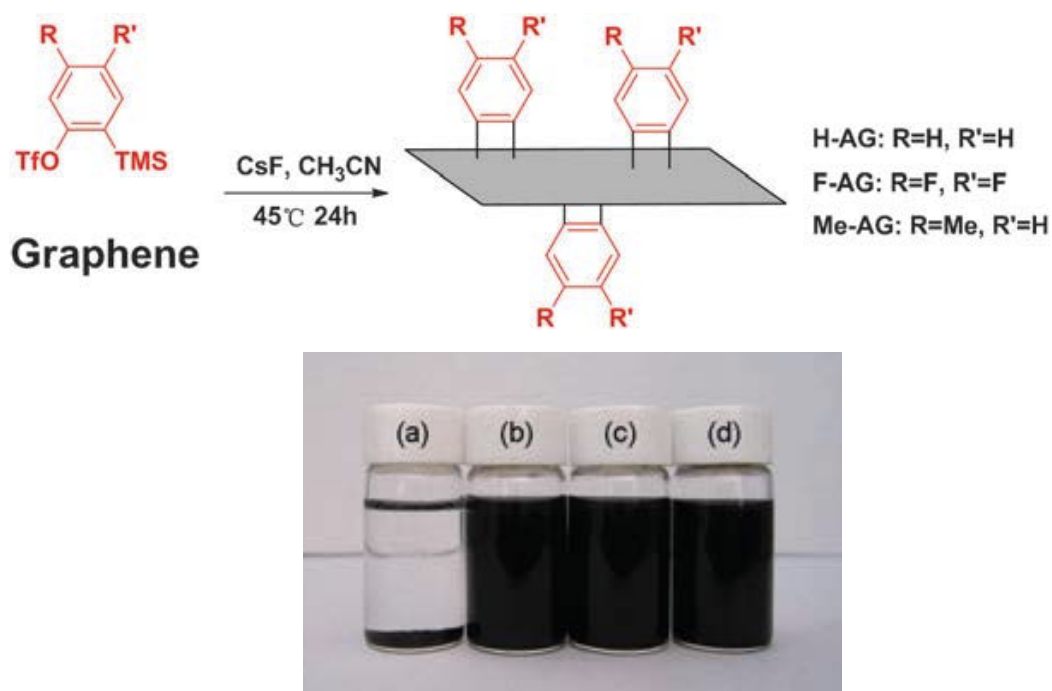 R R'
TfO TMS
Graphene
CsF, CH₃CN
45℃ 24h
R R'
R R'
R R'
H-AG: R=H, R'=H
F-AG: R=F, R'=F
Me-AG: R=Me, R'=H
(a) (b) (c) (d)